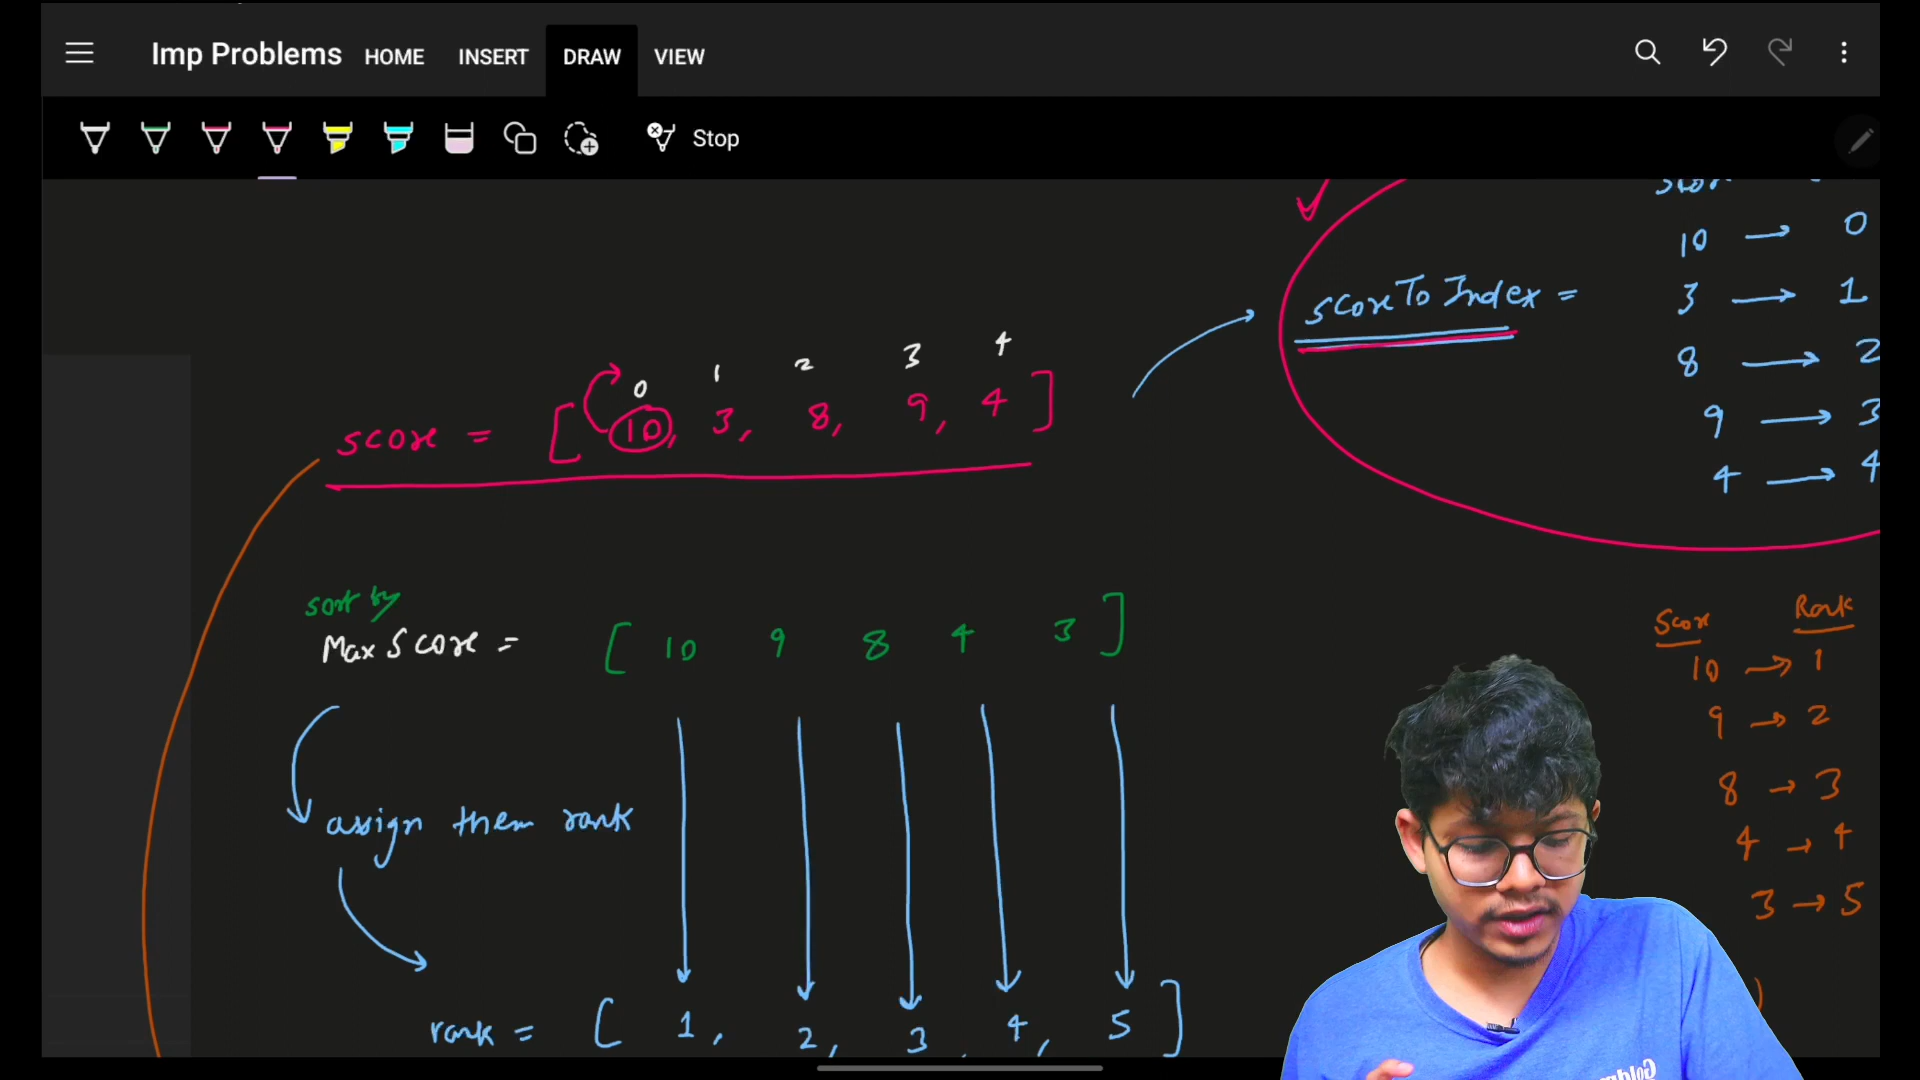 Imp Problems HOME INSERT DRAW VIEW
Stop
10 → 0
scoreToIndex =
3 → 1
8 → 2
9 → 3
4 → 4
0 1 2 3 4
score = [10, 3, 8, 9, 4]
sort by
Max Score = [10 9 8 4 3]
assign them rank
rank = [1, 2, 3, 4, 5]
Score Rank
10 → 1
9 → 2
8 → 3
4 → 4
3 → 5